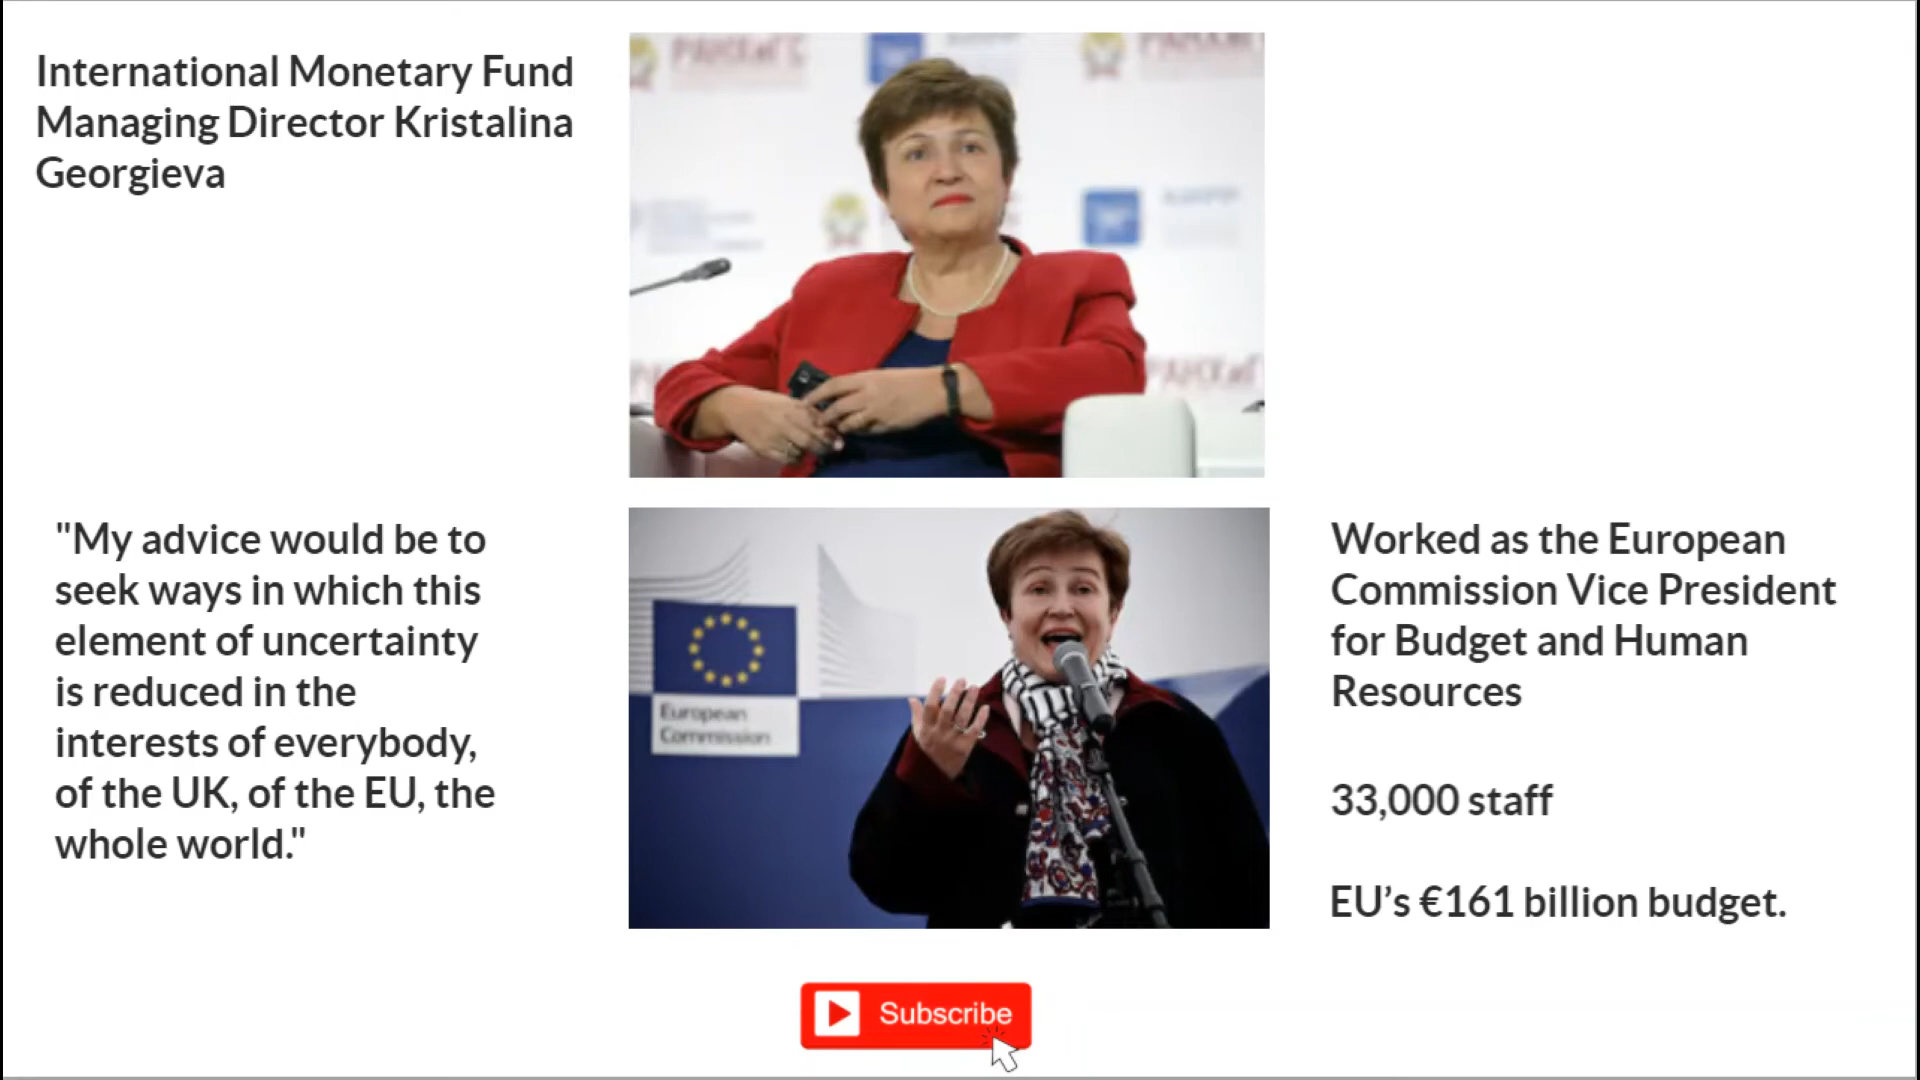 International Monetary Fund
Managing Director Kristalina
Georgieva
РАНХиГС
РАНХиГС
"My advice would be to
seek ways in which this
element of uncertainty
is reduced in the
interests of everybody,
of the UK, of the EU, the
whole world."
European
Commission
Worked as the European
Commission Vice President
for Budget and Human
Resources
33,000 staff
EU’s €161 billion budget.
Subscribe